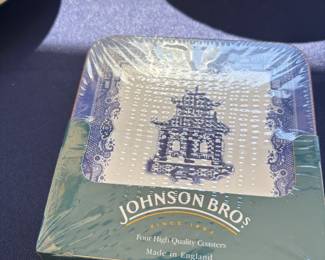 JOHNSON BROS
SINCE 1883
Four High Quality Coasters
Made in England